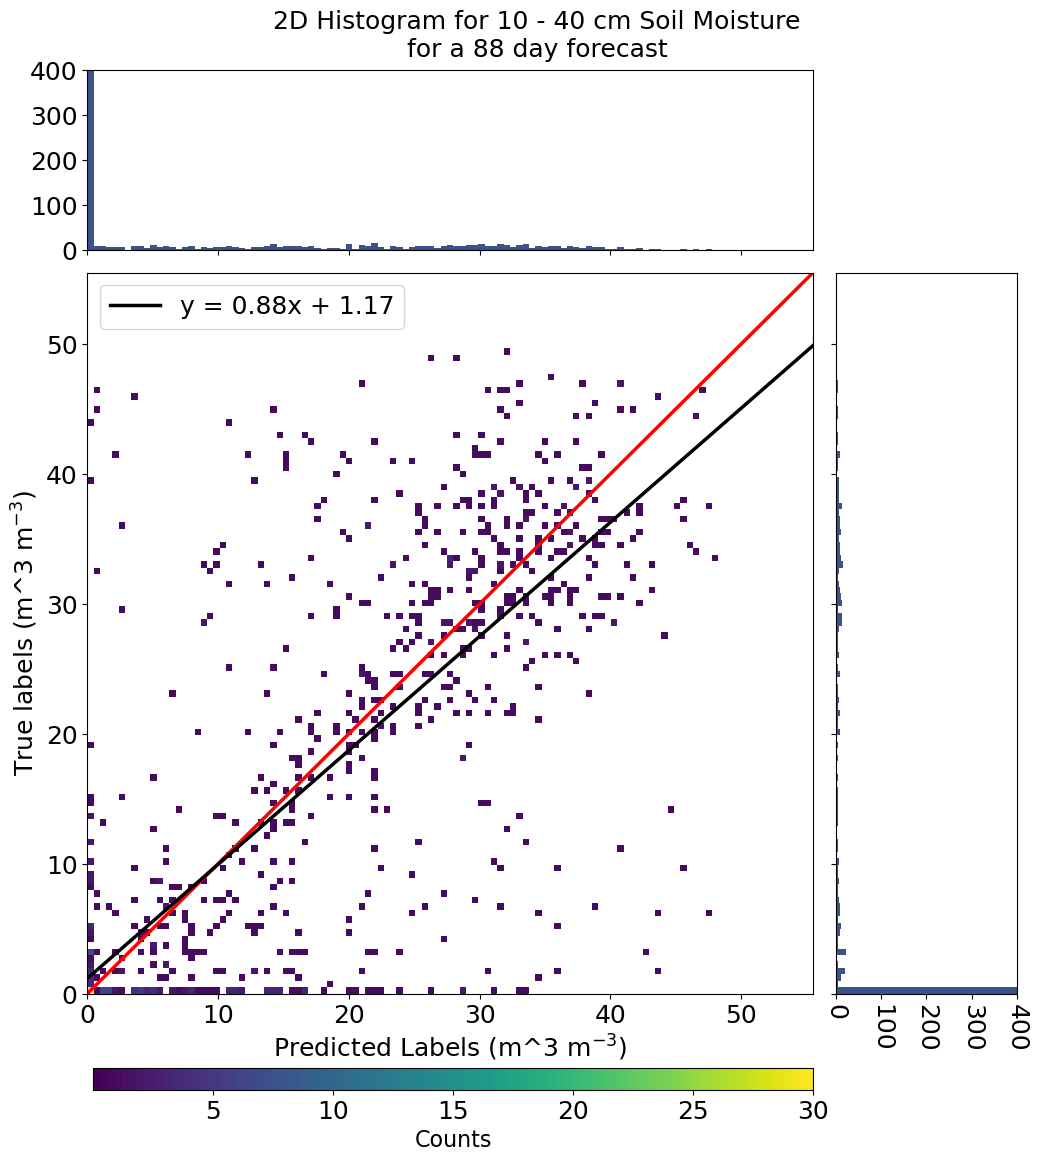 2D Histogram for 10 - 40 cm Soil Moisture
for a 88 day forecast
400
300
200
100
0
y = 0.88x + 1.17
50
40
30
20
10
0
True labels (m^3 m⁻³)
0 10 20 30 40 50
Predicted Labels (m^3 m⁻³)
0 100 200 300 400
5 10 15 20 25 30
Counts